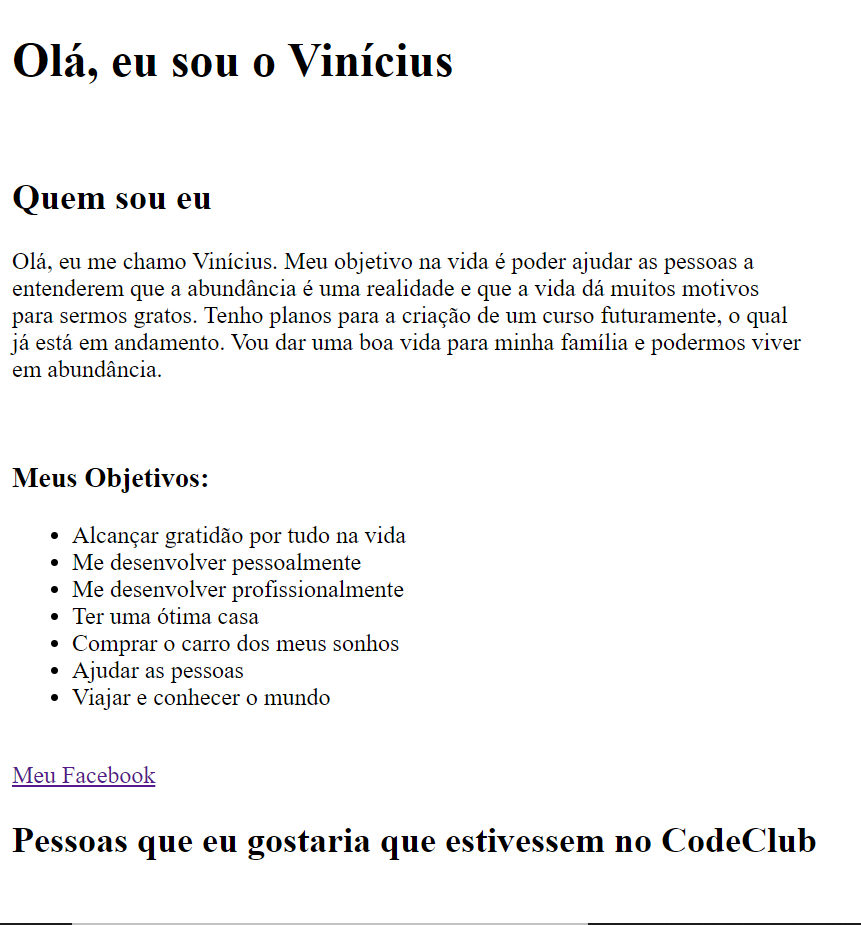 Olá, eu sou o Vinícius
Quem sou eu
Olá, eu me chamo Vinícius. Meu objetivo na vida é poder ajudar as pessoas a
entenderem que a abundância é uma realidade e que a vida dá muitos motivos
para sermos gratos. Tenho planos para a criação de um curso futuramente, o qual
já está em andamento. Vou dar uma boa vida para minha família e podermos viver
em abundância.
Meus Objetivos:
• Alcançar gratidão por tudo na vida
• Me desenvolver pessoalmente
• Me desenvolver profissionalmente
• Ter uma ótima casa
• Comprar o carro dos meus sonhos
• Ajudar as pessoas
• Viajar e conhecer o mundo
Meu Facebook
Pessoas que eu gostaria que estivessem no CodeClub